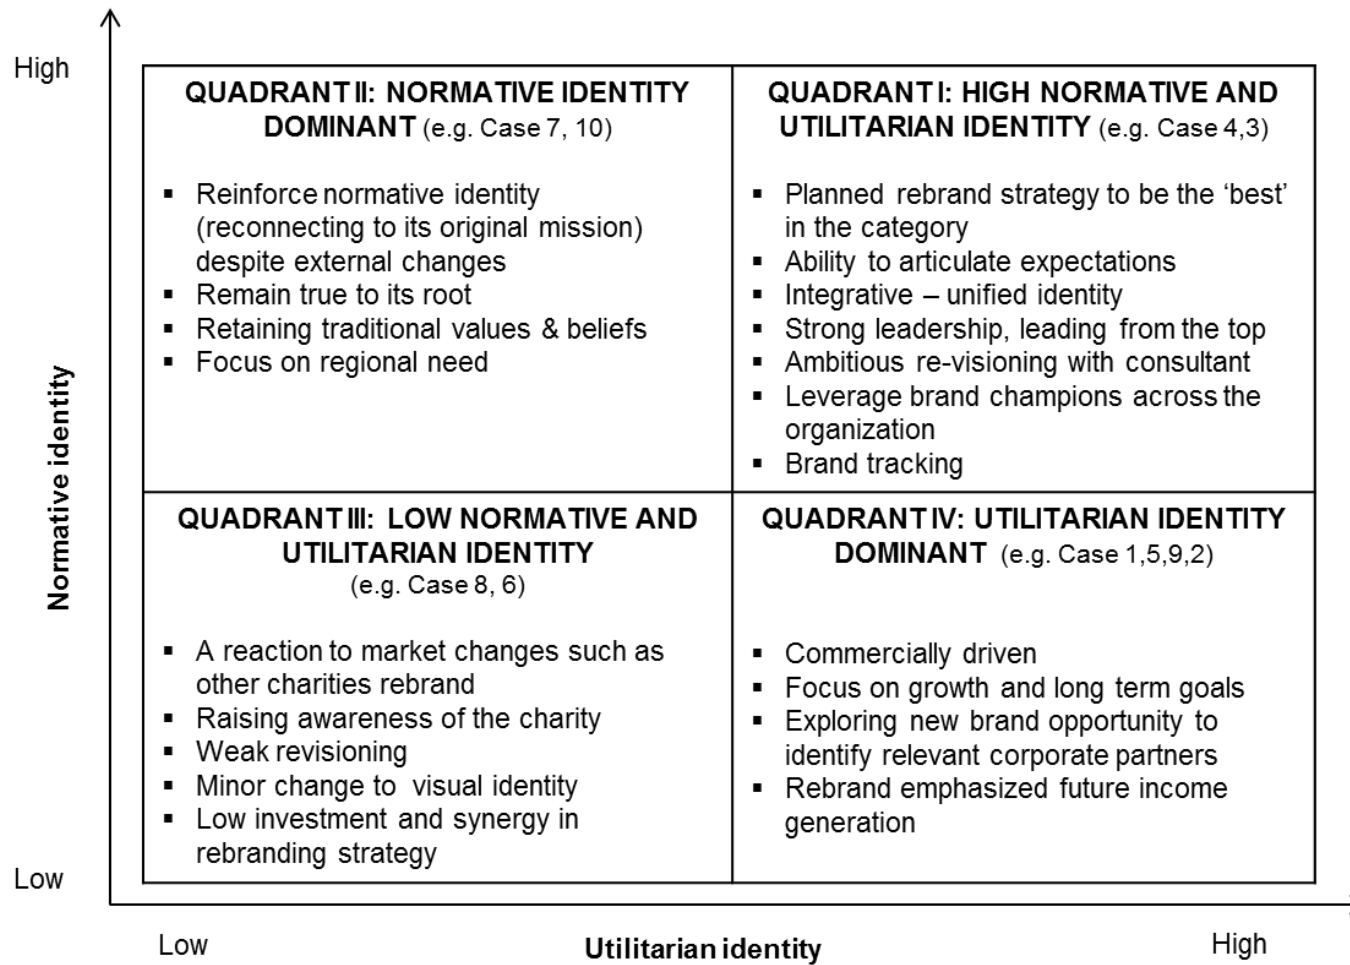 High
QUADRANT II: NORMATIVE IDENTITY
DOMINANT (e.g. Case 7, 10)
▪ Reinforce normative identity
(reconnecting to its original mission)
despite external changes
▪ Remain true to its root
▪ Retaining traditional values & beliefs
▪ Focus on regional need
QUADRANT I: HIGH NORMATIVE AND
UTILITARIAN IDENTITY (e.g. Case 4,3)
▪ Planned rebrand strategy to be the ‘best’
in the category
▪ Ability to articulate expectations
▪ Integrative – unified identity
▪ Strong leadership, leading from the top
▪ Ambitious re-visioning with consultant
▪ Leverage brand champions across the
organization
▪ Brand tracking
Normative identity
QUADRANT III: LOW NORMATIVE AND
UTILITARIAN IDENTITY
(e.g. Case 8, 6)
▪ A reaction to market changes such as
other charities rebrand
▪ Raising awareness of the charity
▪ Weak revisioning
▪ Minor change to visual identity
▪ Low investment and synergy in
rebranding strategy
QUADRANT IV: UTILITARIAN IDENTITY
DOMINANT (e.g. Case 1,5,9,2)
▪ Commercially driven
▪ Focus on growth and long term goals
▪ Exploring new brand opportunity to
identify relevant corporate partners
▪ Rebrand emphasized future income
generation
Low
Low
Utilitarian identity
High